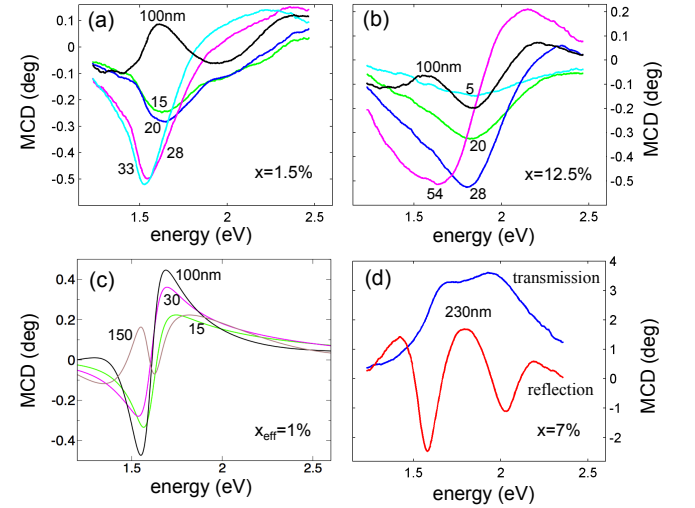 (a)
100nm
15
20
28
33
x=1.5%
MCD (deg)
0.1
0
-0.1
-0.2
-0.3
-0.4
-0.5
1.5 2 2.5
energy (eV)
(b)
100nm
5
20
28
54
x=12.5%
MCD (deg)
0.2
0.1
0
-0.1
-0.2
-0.3
-0.4
-0.5
1.5 2 2.5
energy (eV)
(c)
100nm
30
15
150
x_eff=1%
MCD (deg)
0.4
0.2
0
-0.2
-0.4
1.5 2 2.5
energy (eV)
(d)
transmission
230nm
reflection
x=7%
MCD (deg)
4
3
2
1
0
-1
-2
1.5 2 2.5
energy (eV)